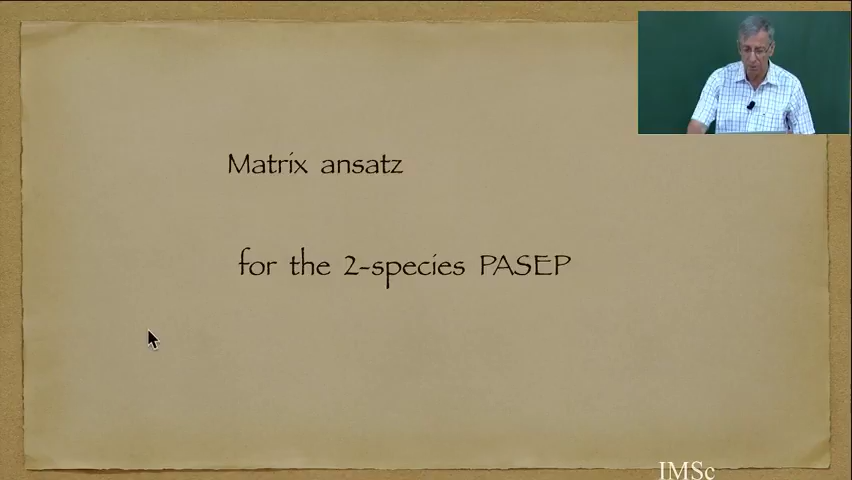 Matrix ansatz
for the 2-species PASEP
IMSc